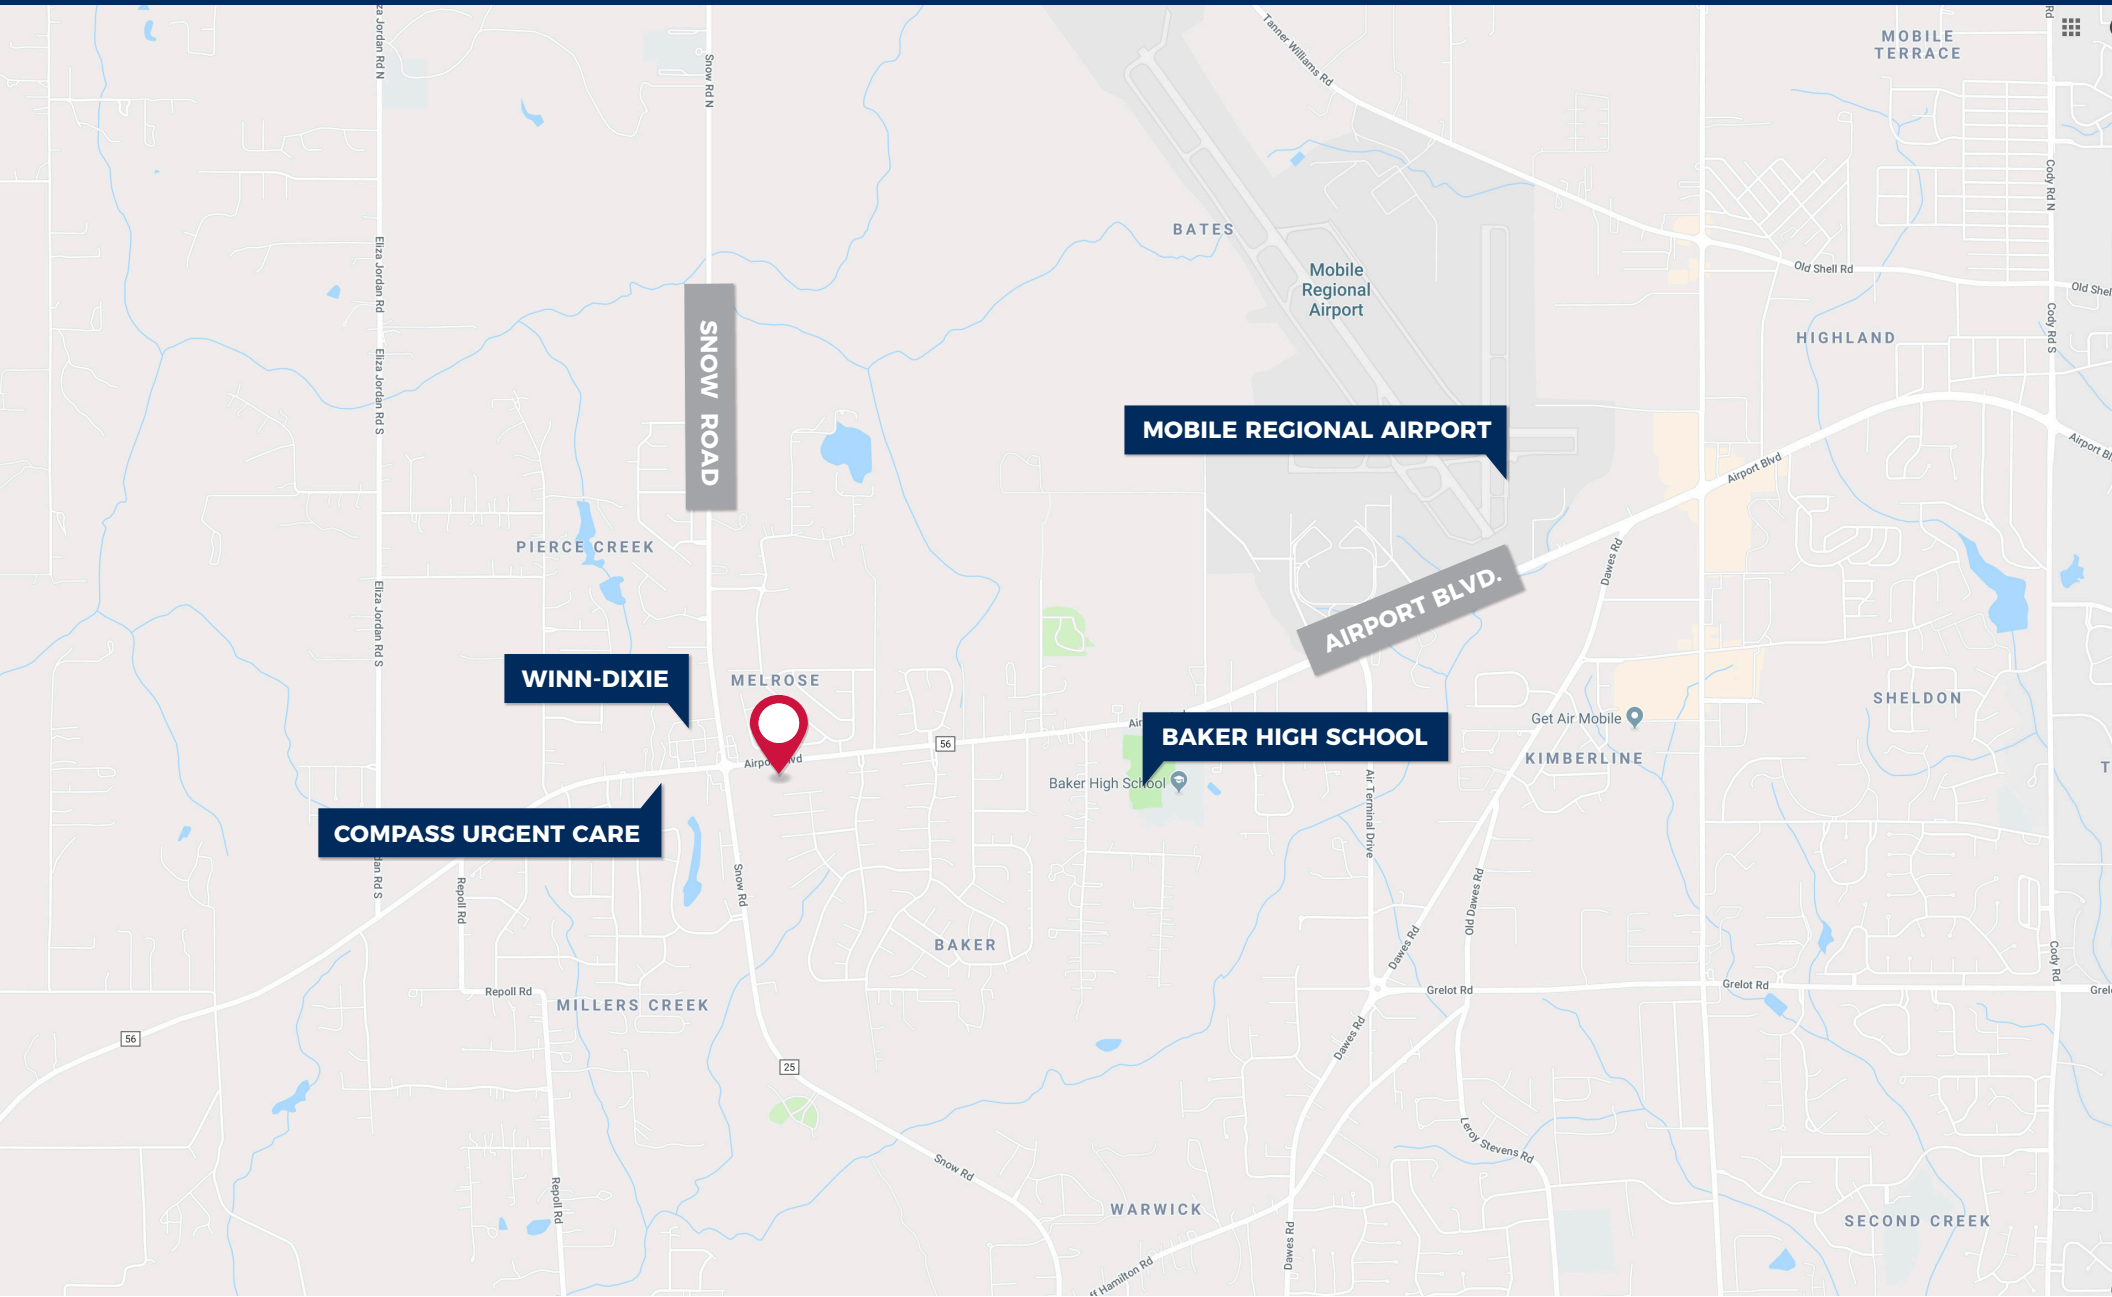 Tanner Williams Rd
MOBILE
TERRACE
Rd
za Jordan Rd N
Snow Rd N
Cody Rd N
BATES
Eliza Jordan Rd
Mobile
Regional
Airport
Old Shell Rd
Old Shel
SNOW ROAD
HIGHLAND
Cody Rd S
Eliza Jordan Rd S
MOBILE REGIONAL AIRPORT
Airport Blvd
Airport Bl
PIERCE CREEK
Dawes Rd
AIRPORT BLVD.
Eliza Jordan Rd S
WINN-DIXIE
MELROSE
SHELDON
Get Air Mobile
BAKER HIGH SCHOOL
56
KIMBERLINE
Baker High School
COMPASS URGENT CARE
Air Terminal Drive
dan Rd S
Repoll Rd
Snow Rd
Old Dawes Rd
BAKER
Dawes Rd
Cody Rd
Repoll Rd
Grelot Rd
Grelot Rd
Grel
MILLERS CREEK
56
Dawes Rd
25
Leroy Stevens Rd
Snow Rd
Repoll Rd
WARWICK
SECOND CREEK
Dawes Rd
Hamilton Rd